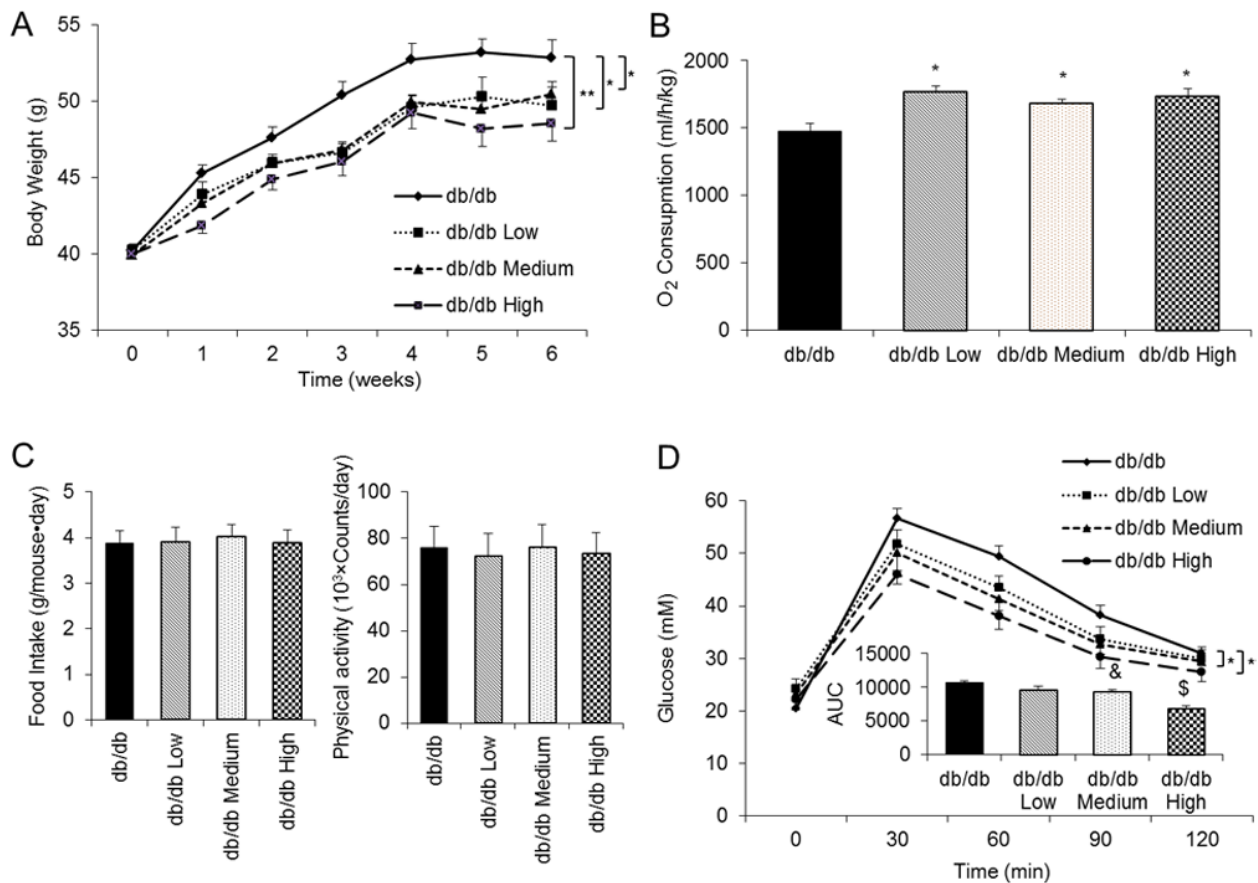 A
55
50
45
40
35
Body Weight (g)
0 1 2 3 4 5 6
Time (weeks)
db/db
db/db Low
db/db Medium
db/db High
** * *
B
2000
1500
1000
500
0
O2 Consupmtion (ml/h/kg)
* * *
db/db db/db Low db/db Medium db/db High
C
5
4
3
2
1
0
Food Intake (g/mouse•day)
db/db
db/db Low
db/db Medium
db/db High
100
80
60
40
20
0
Physical activity (10³×Counts/day)
db/db
db/db Low
db/db Medium
db/db High
D
db/db
db/db Low
db/db Medium
db/db High
60
50
40
30
20
10
0
Glucose (mM)
* *
15000
10000
5000
0
AUC
& $
db/db db/db db/db db/db
Low Medium High
0 30 60 90 120
Time (min)